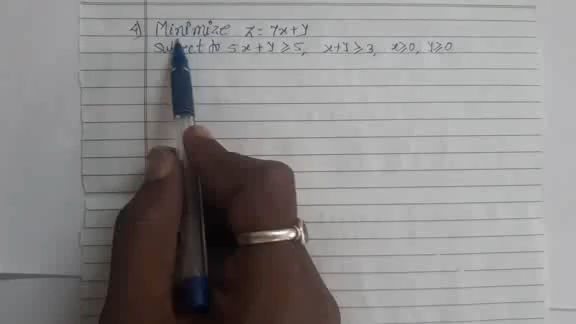 4) Minimize z = 7x+y
Subject to 5x+y ≥ 5, x+y ≥ 3, x≥0, y≥0